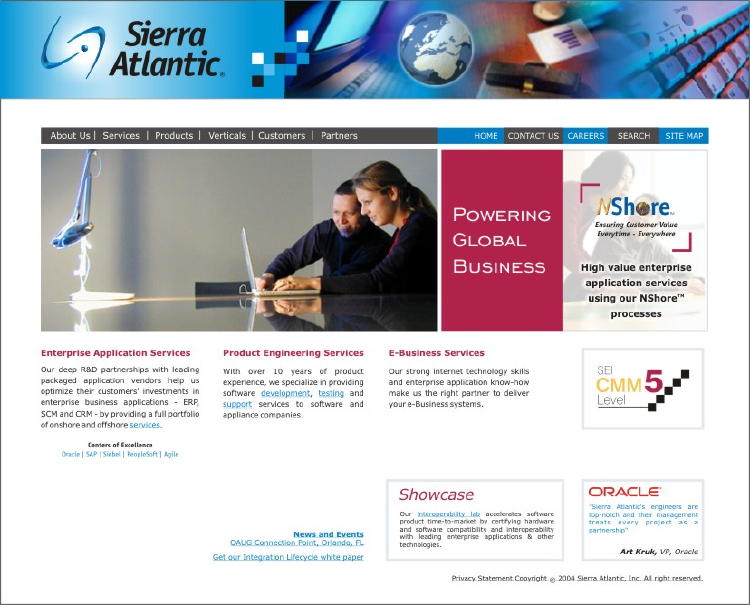 Sierra
Atlantic®
About Us | Services | Products | Verticals | Customers | Partners
HOME CONTACT US CAREERS SEARCH SITE MAP
POWERING
GLOBAL
BUSINESS
NShore™
Ensuring Customer Value
Everytime - Everywhere
High value enterprise
application services
using our NShore™
processes
Enterprise Application Services
Our deep R&D partnerships with leading
packaged application vendors help us
optimize their customers' investments in
enterprise business applications - ERP,
SCM and CRM - by providing a full portfolio
of onshore and offshore services.
Centers of Excellence
Oracle | SAP | Siebel | PeopleSoft | Agile
Product Engineering Services
With over 10 years of product
experience, we specialize in providing
software development, testing and
support services to software and
appliance companies.
E-Business Services
Our strong internet technology skills
and enterprise application know-how
make us the right partner to deliver
your e-Business systems.
SEI
CMM 5
Level
News and Events
OAUG Connection Point, Orlando, FL
Get our Integration Lifecycle white paper
Showcase
Our interoperability lab accelerates software
product time-to-market by certifying hardware
and software compatibility and interoperability
with leading enterprise applications & other
technologies.
ORACLE
"Sierra Atlantic's engineers are
top-notch and their management
treats every project as a
partnership"
Art Kruk, VP, Oracle
Privacy Statement Copyright © 2004 Sierra Atlantic, Inc. All right reserved.